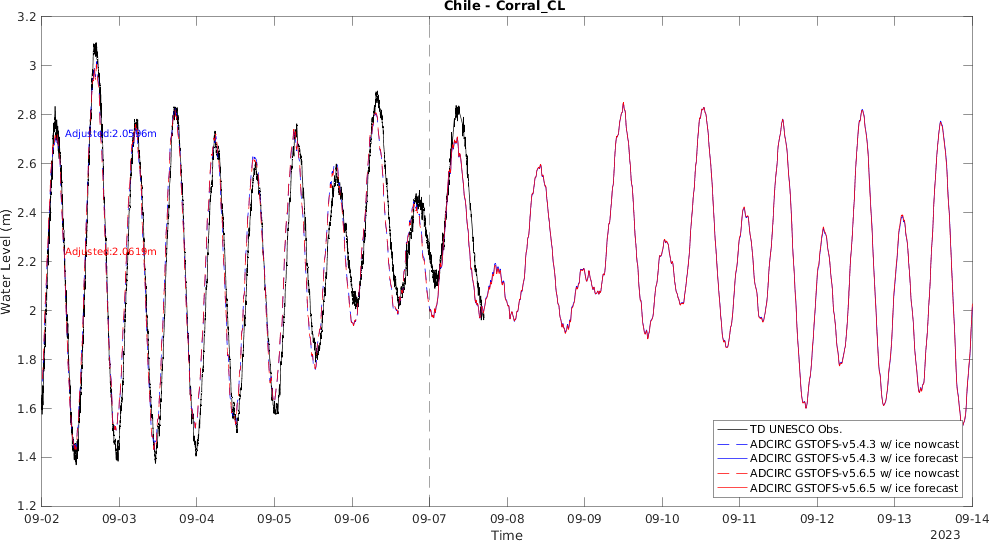 Chile - Corral_CL
3.2
3
2.8
2.6
2.4
2.2
2
1.8
1.6
1.4
1.2
Water Level (m)
Adjusted:2.0596m
Adjusted:2.0619m
TD UNESCO Obs.
ADCIRC GSTOFS-v5.4.3 w/ ice nowcast
ADCIRC GSTOFS-v5.4.3 w/ ice forecast
ADCIRC GSTOFS-v5.6.5 w/ ice nowcast
ADCIRC GSTOFS-v5.6.5 w/ ice forecast
09-02 09-03 09-04 09-05 09-06 09-07 09-08 09-09 09-10 09-11 09-12 09-13 09-14
Time
2023